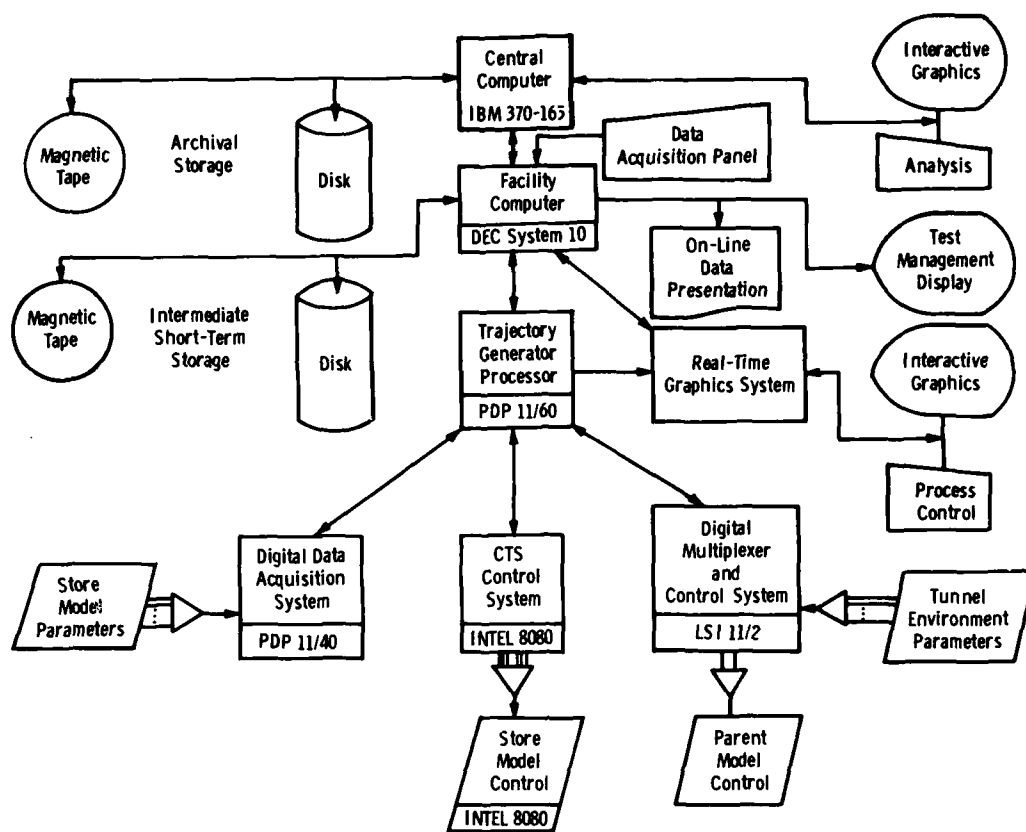 Central
Computer
IBM 370-165
Interactive
Graphics
Analysis
Magnetic
Tape
Archival
Storage
Disk
Data
Acquisition Panel
Facility
Computer
DEC System 10
On-Line
Data
Presentation
Test
Management
Display
Magnetic
Tape
Intermediate
Short-Term
Storage
Disk
Trajectory
Generator
Processor
PDP 11/60
Real-Time
Graphics System
Interactive
Graphics
Process
Control
Store
Model
Parameters
Digital Data
Acquisition
System
PDP 11/40
CTS
Control
System
INTEL 8080
Digital
Multiplexer
and
Control System
LSI 11/2
Tunnel
Environment
Parameters
Store
Model
Control
INTEL 8080
Parent
Model
Control